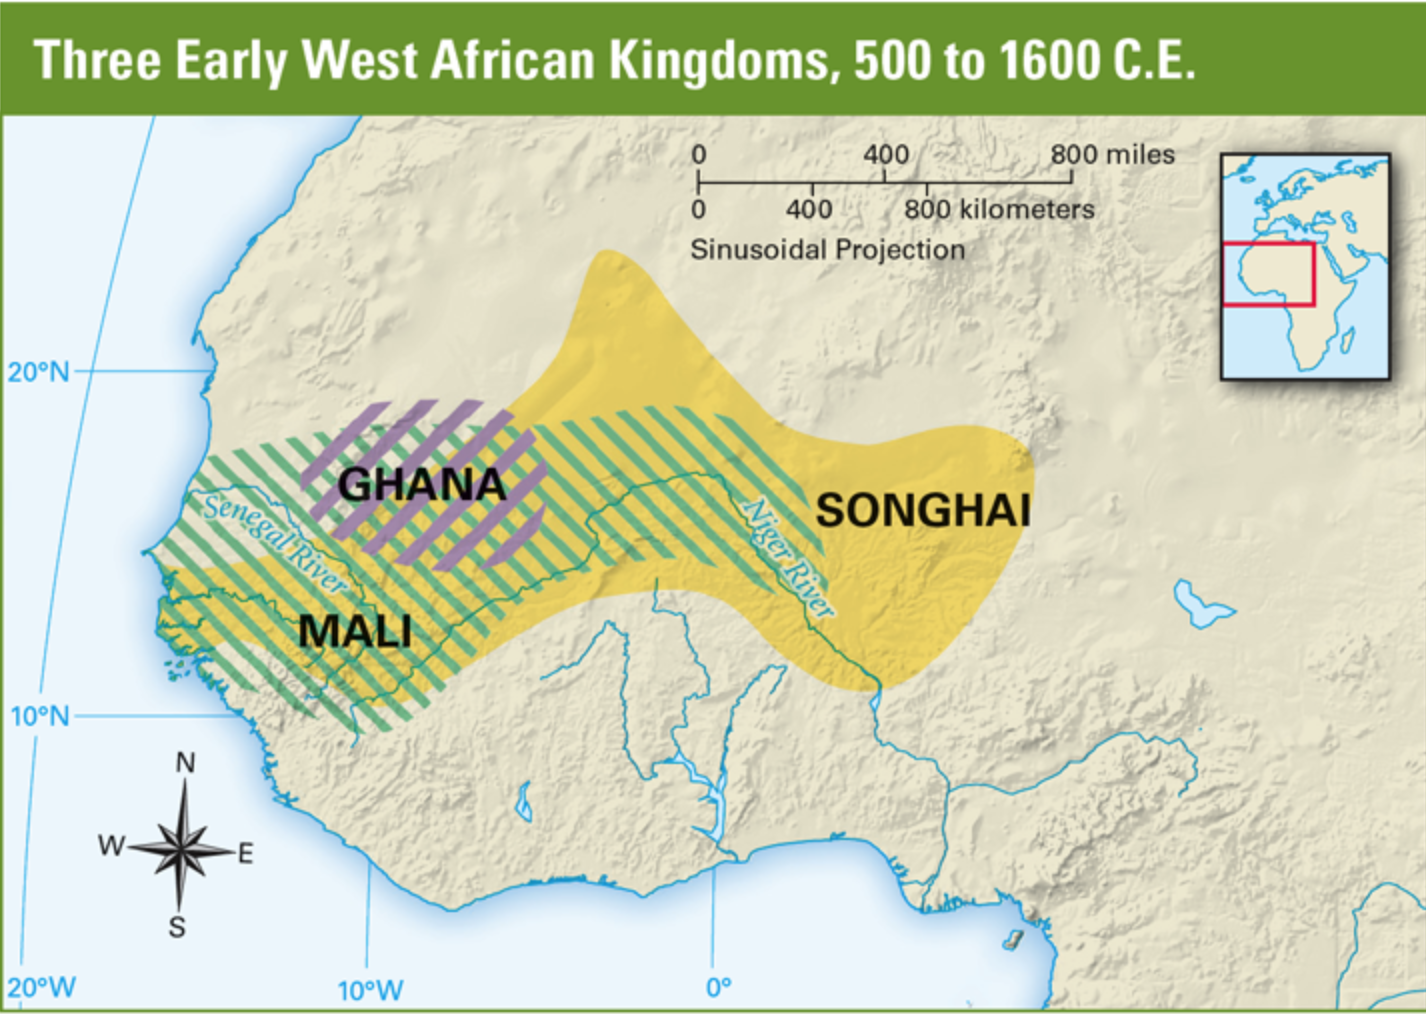 Three Early West African Kingdoms, 500 to 1600 C.E.
0 400 800 miles
0 400 800 kilometers
Sinusoidal Projection
20°N
GHANA
SONGHAI
Senegal River
Niger River
MALI
10°N
N
W E
S
20°W 10°W 0°